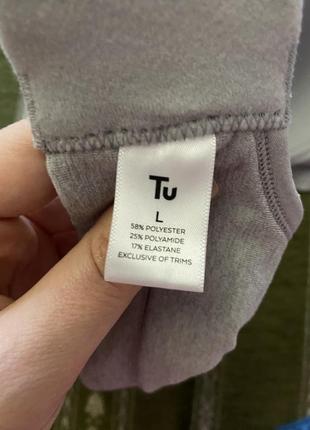 Tu
L
58% POLYESTER
25% POLYAMIDE
17% ELASTANE
EXCLUSIVE OF TRIMS